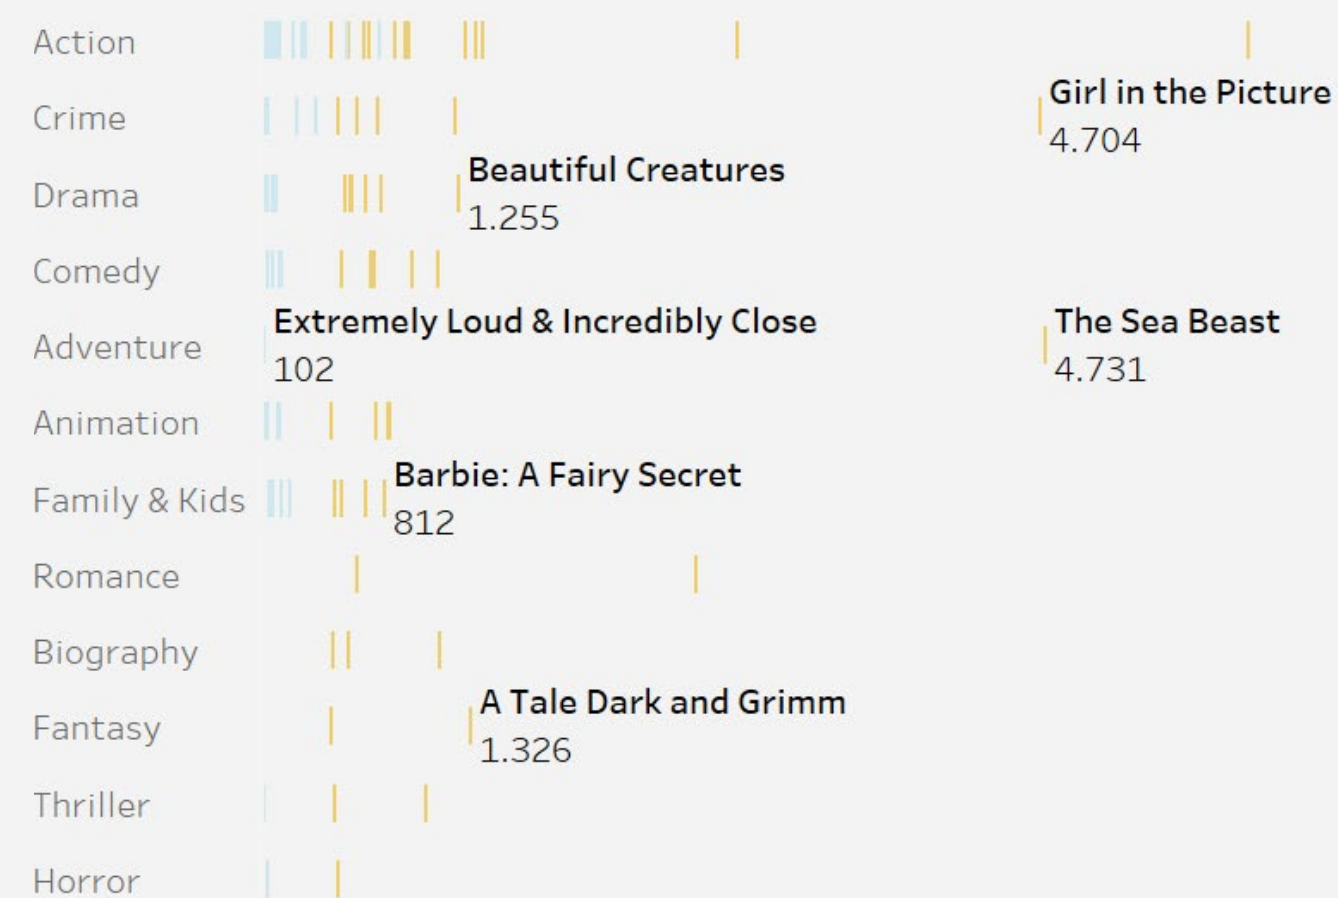 Action
Girl in the Picture
Crime
4.704
Beautiful Creatures
Drama
1.255
Comedy
Extremely Loud & Incredibly Close
The Sea Beast
Adventure
102
4.731
Animation
Barbie: A Fairy Secret
Family & Kids
812
Romance
Biography
A Tale Dark and Grimm
Fantasy
1.326
Thriller
Horror